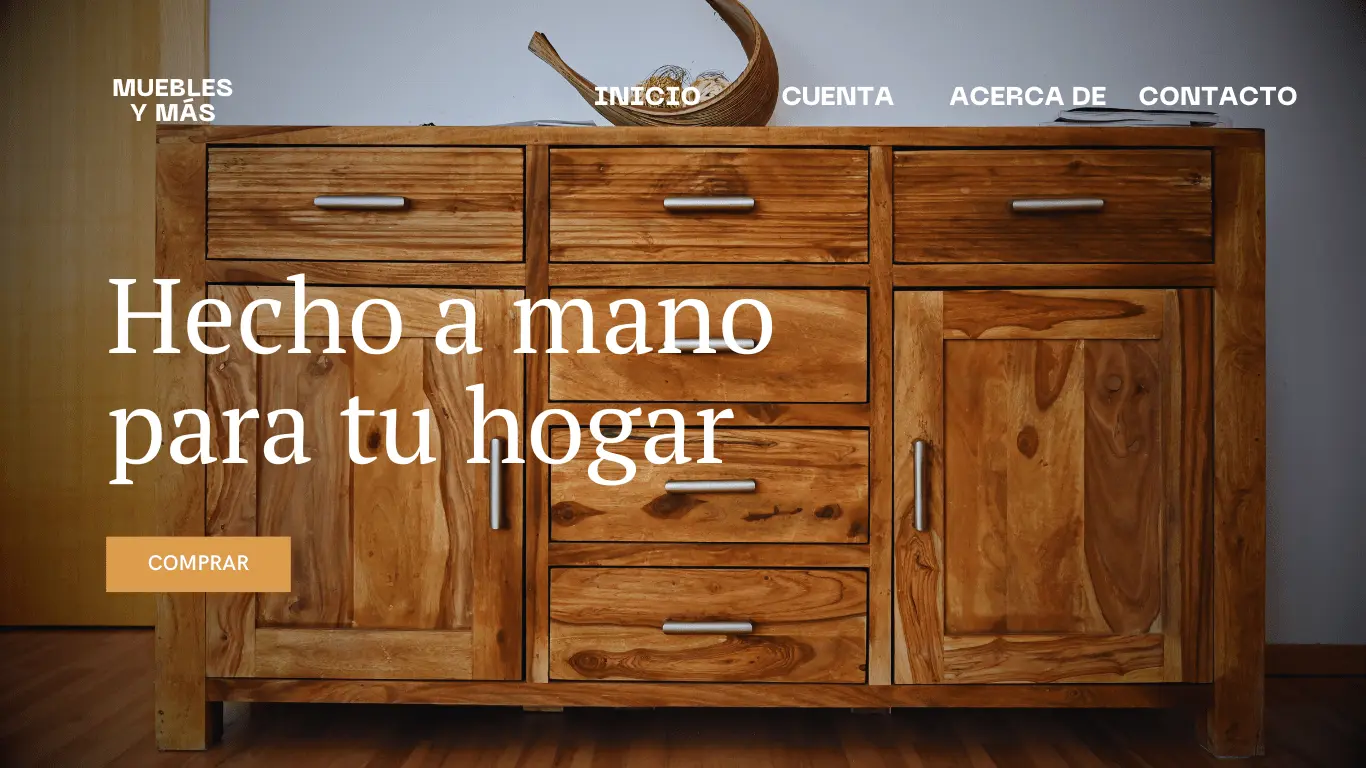 MUEBLES
Y MÁS
INICIO CUENTA ACERCA DE CONTACTO
Hecho a mano
para tu hogar
COMPRAR